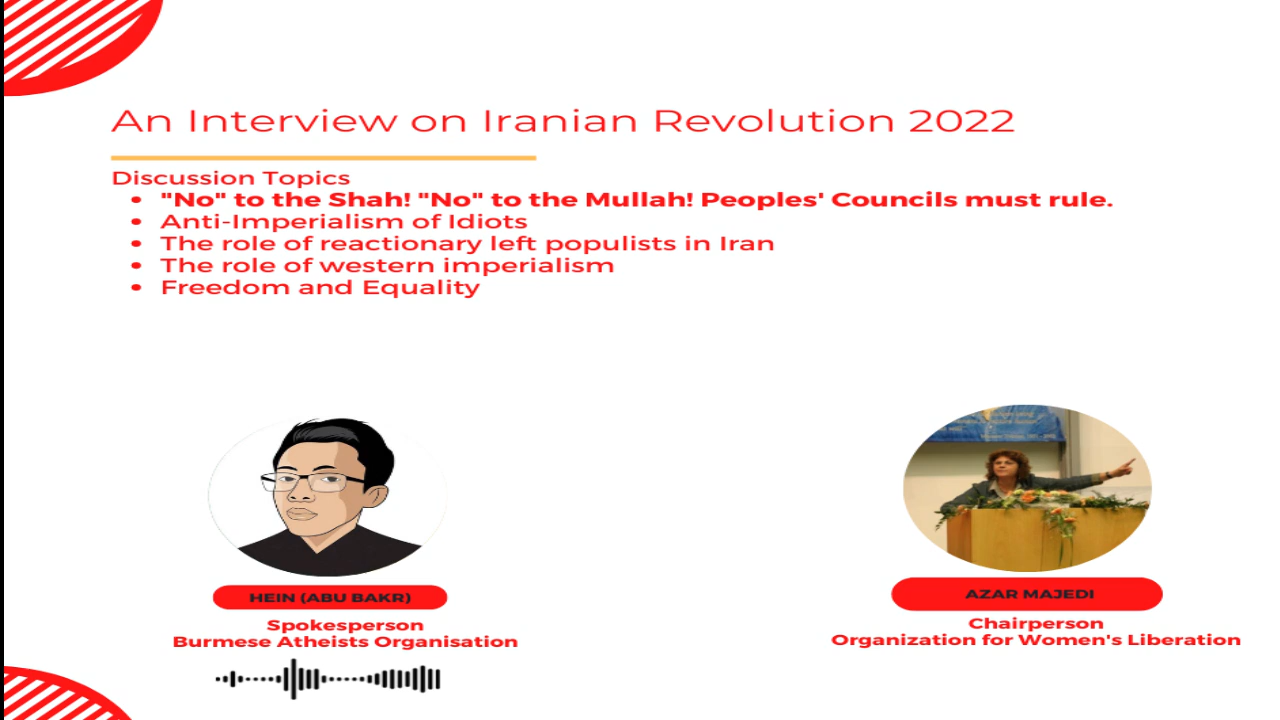 An Interview on Iranian Revolution 2022
Discussion Topics
• "No" to the Shah! "No" to the Mullah! Peoples' Councils must rule.
• Anti-Imperialism of Idiots
• The role of reactionary left populists in Iran
• The role of western imperialism
• Freedom and Equality
HEIN (ABU BAKR)
Spokesperson
Burmese Atheists Organisation
AZAR MAJEDI
Chairperson
Organization for Women's Liberation